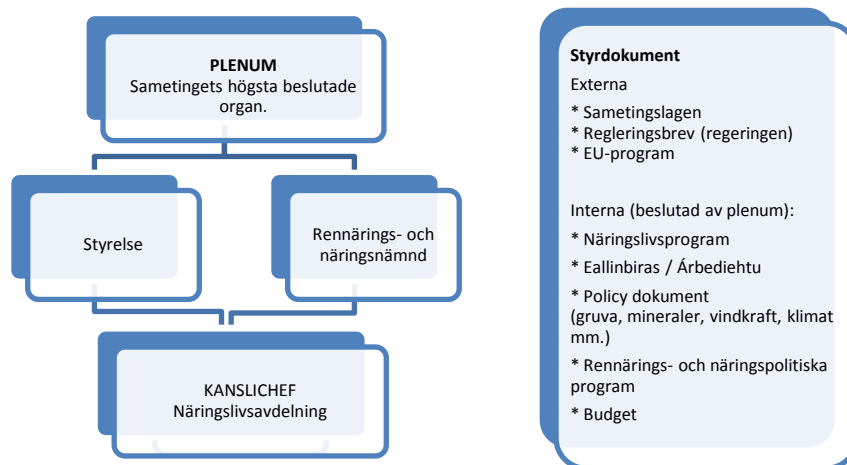 PLENUM
Sametingets högsta beslutade
organ.
Styrelse
Rennärings- och
näringsnämnd
KANSLICHEF
Näringslivsavdelning
Styrdokument
Externa
* Sametingslagen
* Regleringsbrev (regeringen)
* EU-program
Interna (beslutad av plenum):
* Näringslivsprogram
* Eallinbiras / Árbediehtu
* Policy dokument
(gruva, mineraler, vindkraft, klimat
mm.)
* Rennärings- och näringspolitiska
program
* Budget